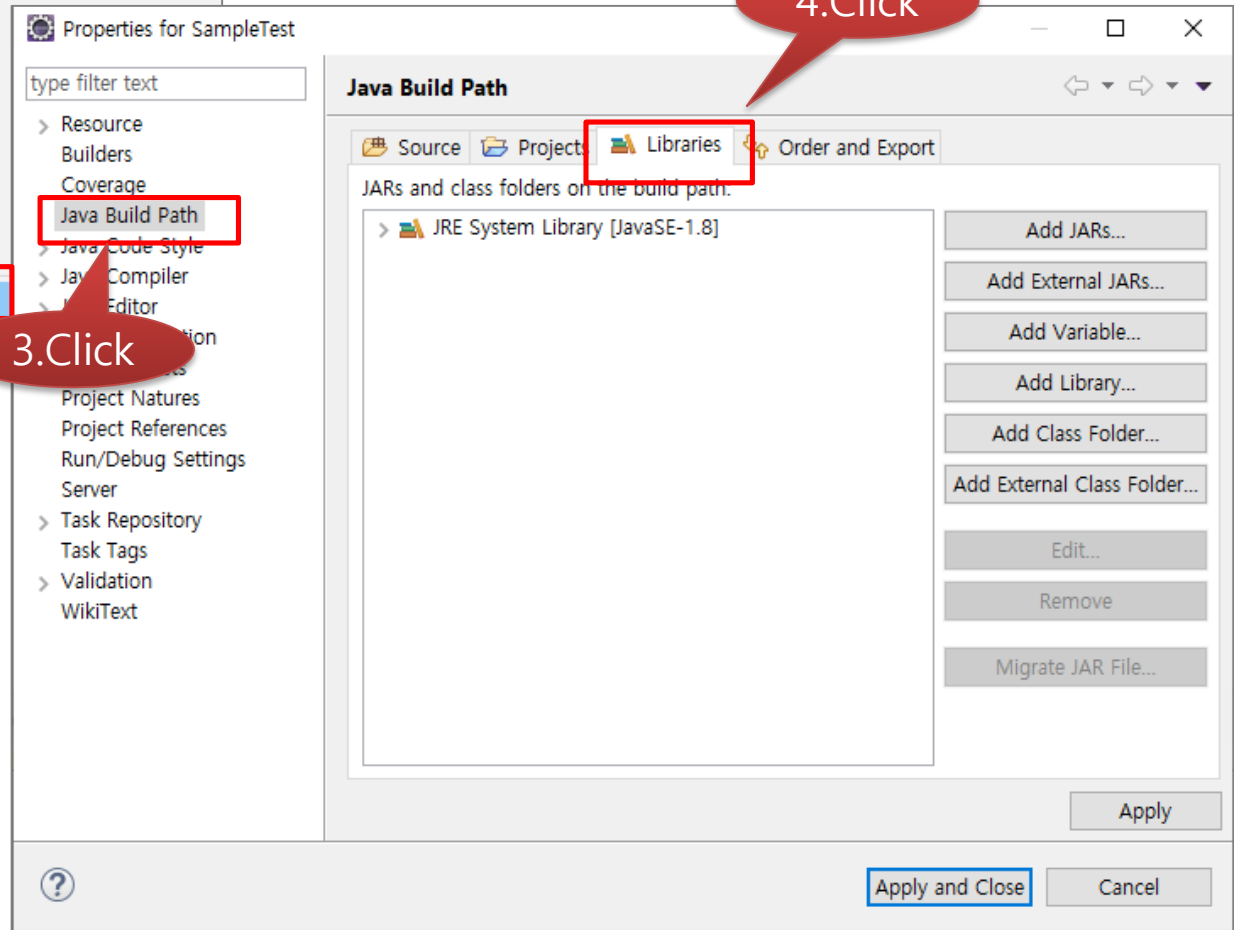 4.Click
Properties for SampleTest
type filter text
Resource
Builders
Coverage
Java Build Path
Java Code Style
Compiler
Editor
3.Click
Project Natures
Project References
Run/Debug Settings
Server
Task Repository
Task Tags
Validation
WikiText
Java Build Path
Source Projects Libraries Order and Export
JARs and class folders on the build path:
JRE System Library [JavaSE-1.8]
Add JARs...
Add External JARs...
Add Variable...
Add Library...
Add Class Folder...
Add External Class Folder...
Edit...
Remove
Migrate JAR File...
Apply
Apply and Close Cancel